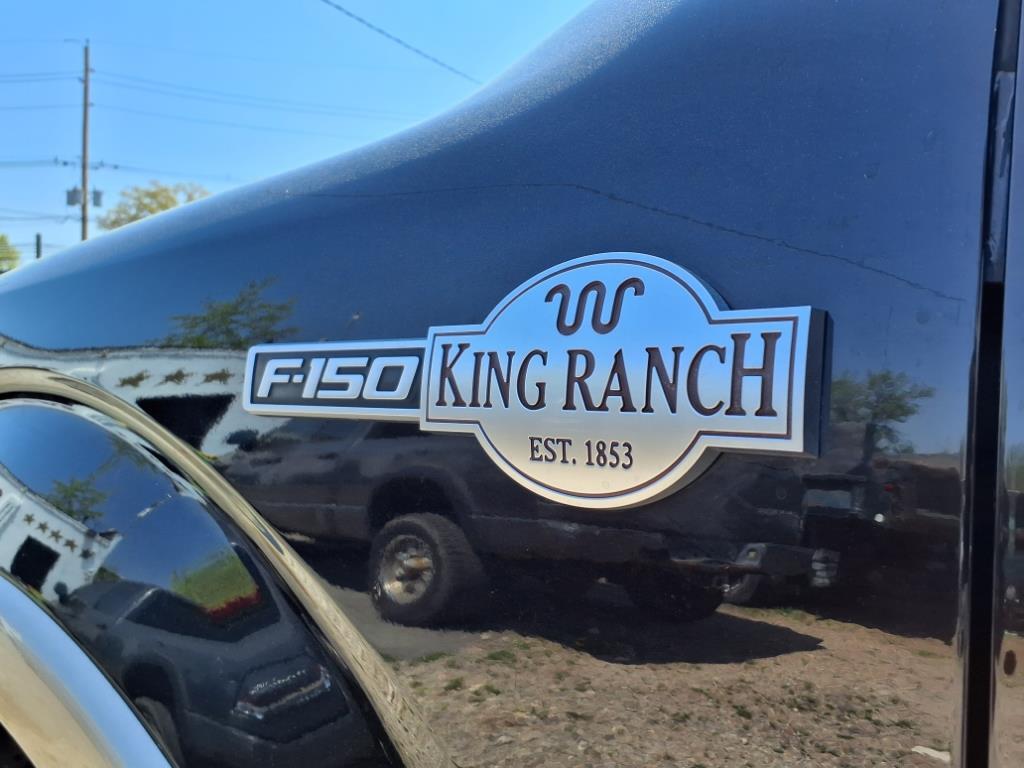 F-150
KING RANCH
EST. 1853